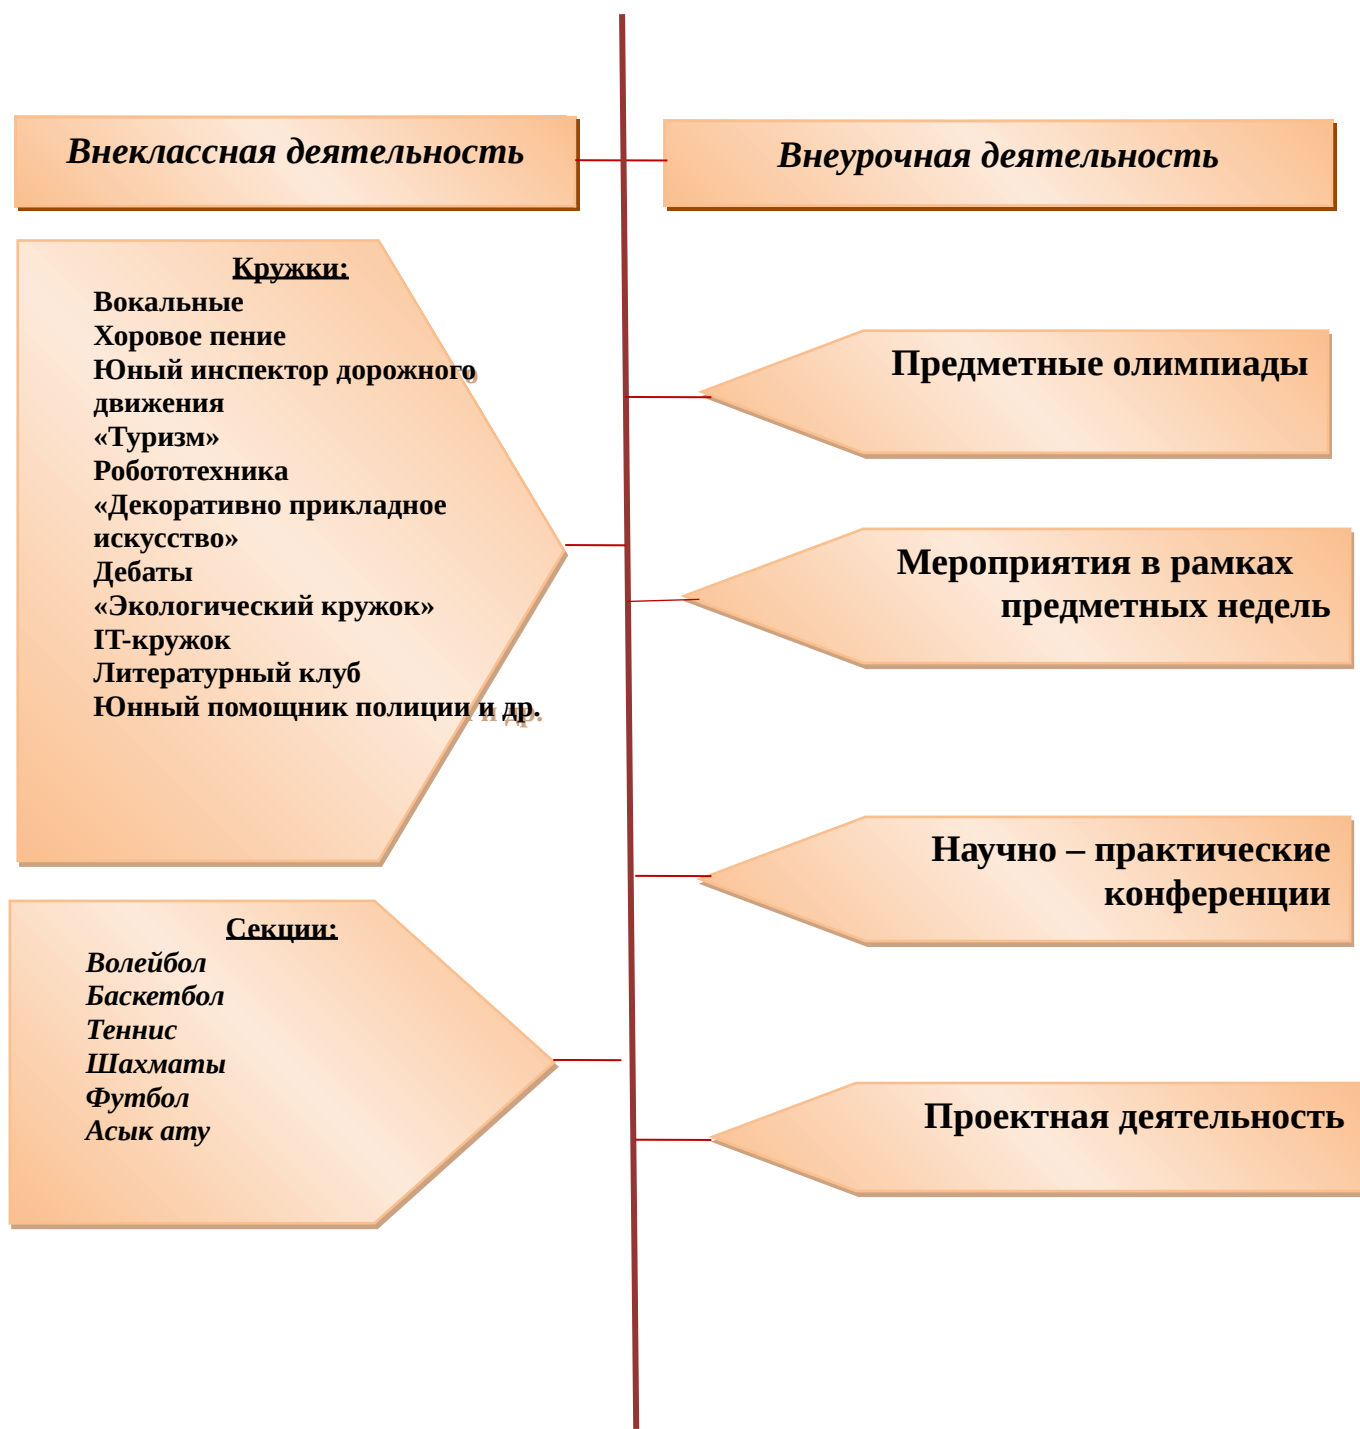 Внеклассная деятельность
Внеурочная деятельность
Кружки:
Вокальные
Хоровое пение
Юный инспектор дорожного
движения
«Туризм»
Робототехника
«Декоративно прикладное
искусство»
Дебаты
«Экологический кружок»
IT-кружок
Литературный клуб
Юнный помощник полиции и др.
Секции:
Волейбол
Баскетбол
Теннис
Шахматы
Футбол
Асык ату
Предметные олимпиады
Мероприятия в рамках
предметных недель
Научно – практические
конференции
Проектная деятельность